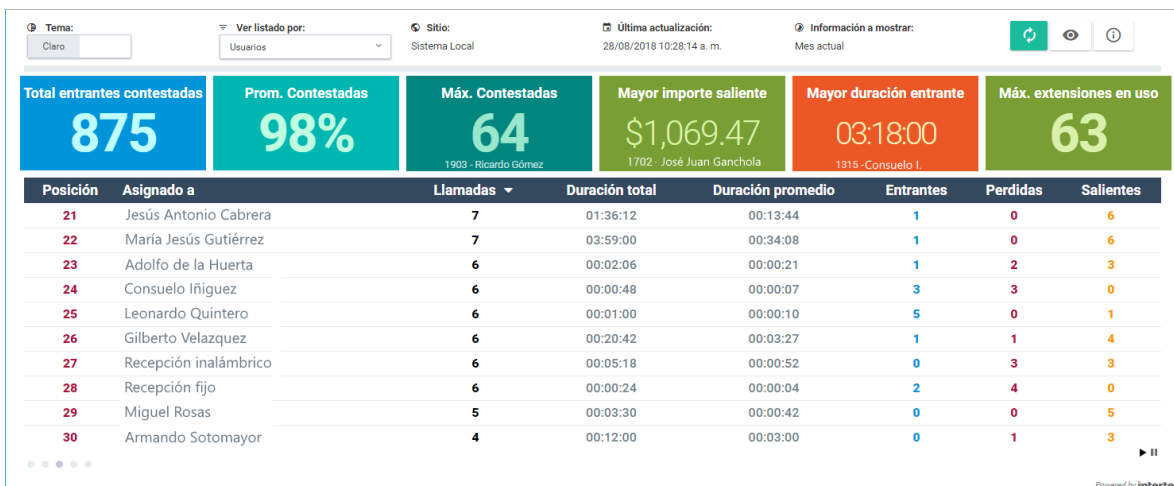 Tema: Ver listado por: Sitio: Última actualización: Información a mostrar:
Claro Usuarios Sistema Local 28/08/2018 10:28:14 a. m. Mes actual
Total entrantes contestadas Prom. Contestadas Máx. Contestadas Mayor importe saliente Mayor duración entrante Máx. extensiones en uso
875 98% 64 $1,069.47 03:18:00 63
1903 - Ricardo Gómez 1702 - José Juan Ganchola 1315 -Consuelo I.
Posición Asignado a Llamadas Duración total Duración promedio Entrantes Perdidas Salientes
21 Jesús Antonio Cabrera 7 01:36:12 00:13:44 1 0 6
22 María Jesús Gutiérrez 7 03:59:00 00:34:08 1 0 6
23 Adolfo de la Huerta 6 00:02:06 00:00:21 1 2 3
24 Consuelo Iñiguez 6 00:00:48 00:00:07 3 3 0
25 Leonardo Quintero 6 00:01:00 00:00:10 5 0 1
26 Gilberto Velazquez 6 00:20:42 00:03:27 1 1 4
27 Recepción inalámbrico 6 00:05:18 00:00:52 0 3 3
28 Recepción fijo 6 00:00:24 00:00:04 2 4 0
29 Miguel Rosas 5 00:03:30 00:00:42 0 0 5
30 Armando Sotomayor 4 00:12:00 00:03:00 0 1 3
Powered by